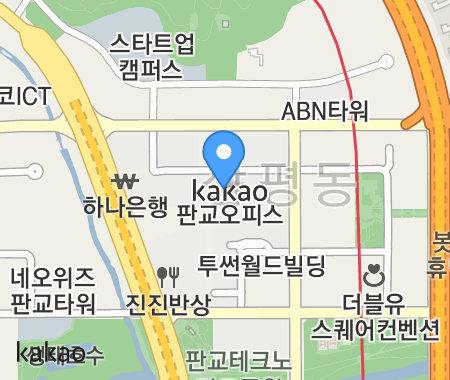 스타트업
캠퍼스
코ICT
ABN타워
평동
kakao
판교오피스
₩
하나은행
투썬월드빌딩
봇
휴
네오위즈
판교타워
진진반상
더블유
스퀘어컨벤션
kakao
판교테크노